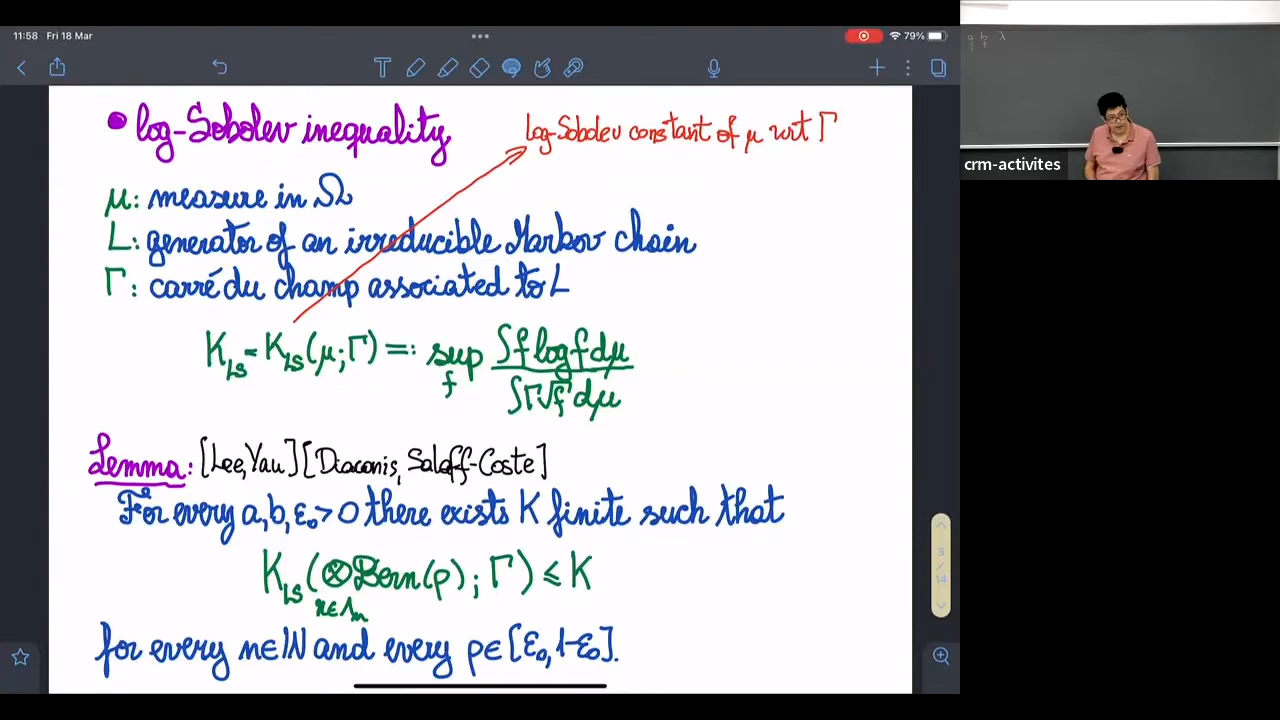 11:58 Fri 18 Mar
79%
• log-Sobolev inequality
log-Sobolev constant of μ wrt Γ
μ: measure in Ω
L: generator of an irreducible Markov chain
Γ: carré du champ associated to L
K_LS = K_LS(μ; Γ) =: sup_f ∫f log f dμ / ∫Γ√f dμ
Lemma: [Lee, Yau] [Diaconis, Saloff-Coste]
For every a, b, ε₀ > 0 there exists K finite such that
K_LS(⊗_{x∈Λ_n} Bern(p); Γ) ≤ K
for every n∈ℕ and every p∈[ε₀, 1-ε₀].
3
/
14
a b λ
crm-activites